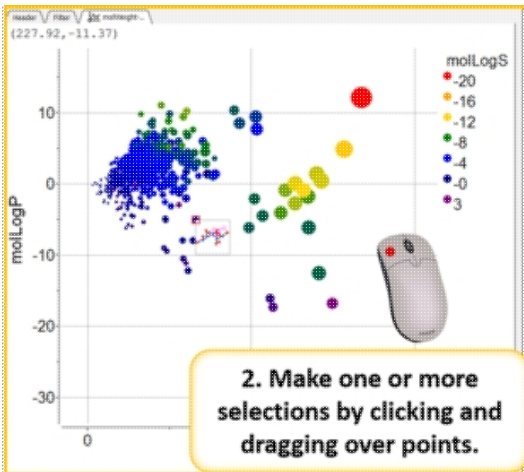 Header Filter molWeight-...
(227.92,-11.37)
molLogS
-20
-16
-12
-8
-4
-0
3
10
0
-10
-20
-30
molLogP
0
2. Make one or more
selections by clicking and
dragging over points.